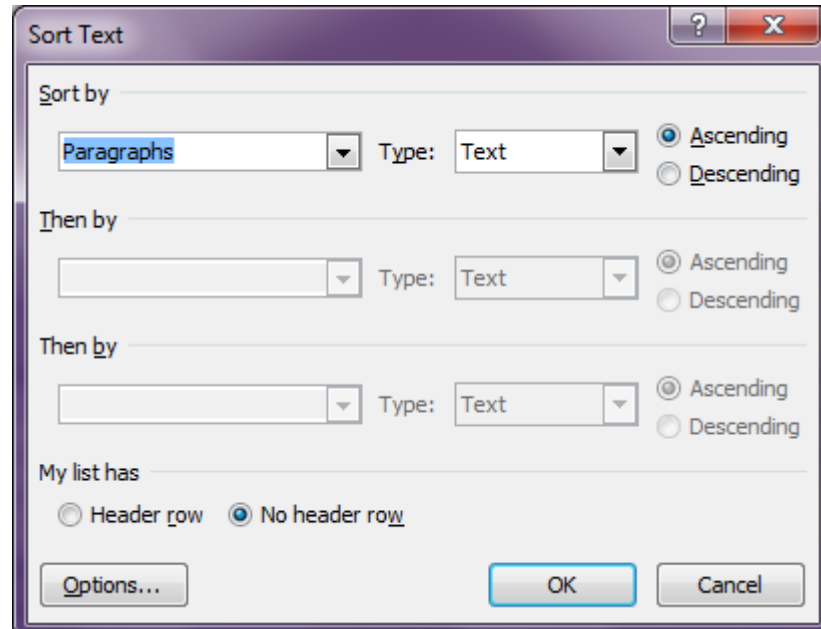 Sort Text
Sort by
Paragraphs Type: Text Ascending
Descending
Then by
Type: Text Ascending
Descending
Then by
Type: Text Ascending
Descending
My list has
Header row No header row
Options... OK Cancel